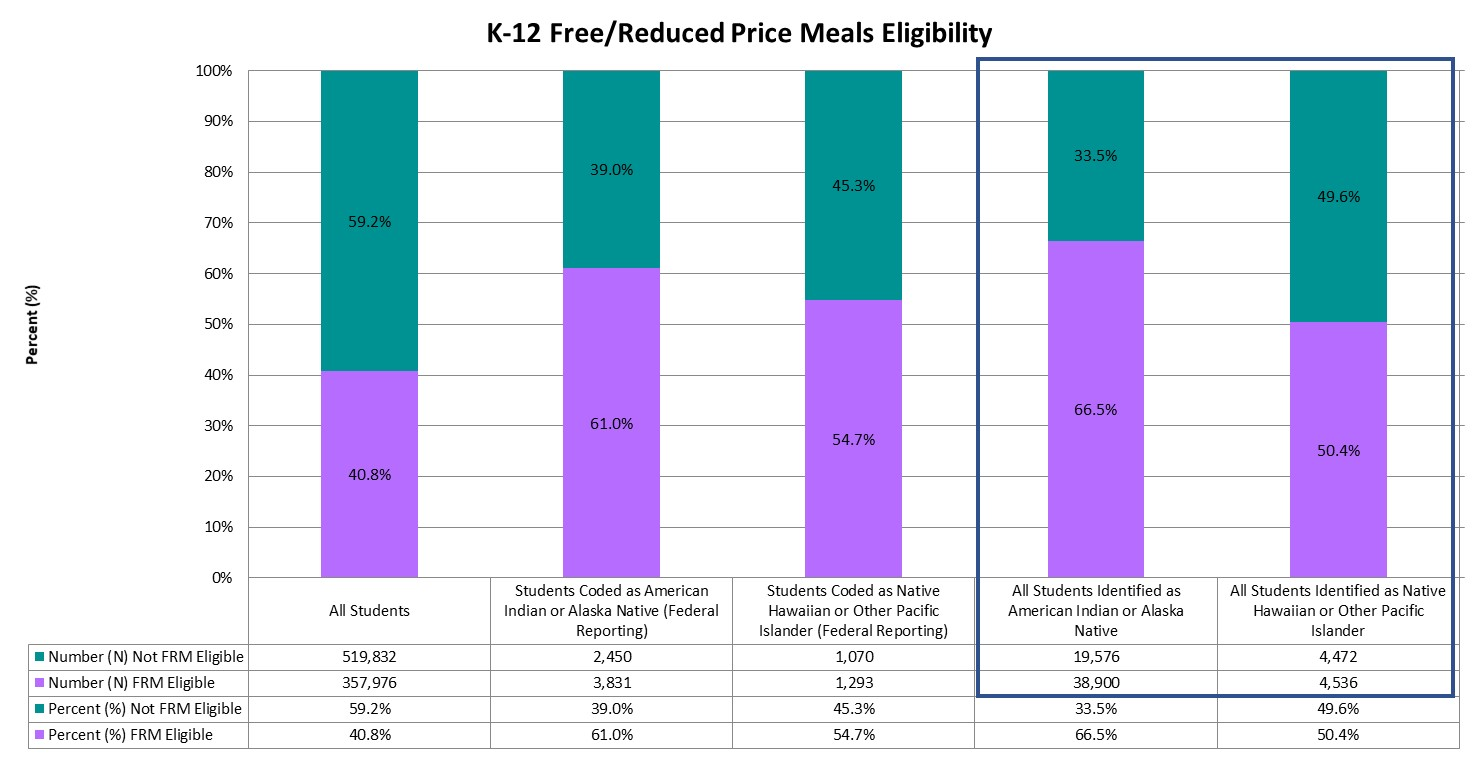 K-12 Free/Reduced Price Meals Eligibility
Percent (%)
100%
90%
80%
70%
60%
50%
40%
30%
20%
10%
0%
59.2%
40.8%
39.0%
61.0%
45.3%
54.7%
33.5%
66.5%
49.6%
50.4%
All Students
Students Coded as American
Indian or Alaska Native (Federal
Reporting)
Students Coded as Native
Hawaiian or Other Pacific
Islander (Federal Reporting)
All Students Identified as
American Indian or Alaska
Native
All Students Identified as Native
Hawaiian or Other Pacific
Islander
Number (N) Not FRM Eligible 519,832 2,450 1,070 19,576 4,472
Number (N) FRM Eligible 357,976 3,831 1,293 38,900 4,536
Percent (%) Not FRM Eligible 59.2% 39.0% 45.3% 33.5% 49.6%
Percent (%) FRM Eligible 40.8% 61.0% 54.7% 66.5% 50.4%